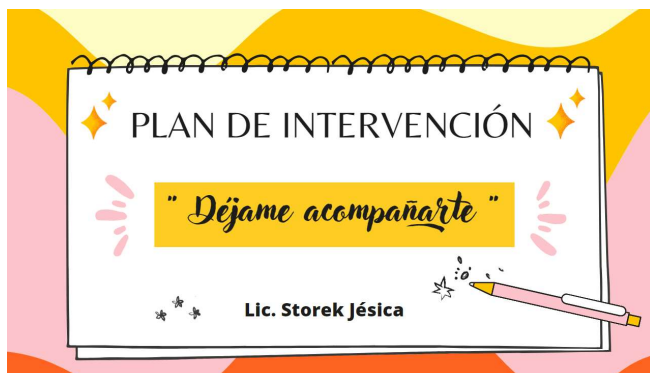 PLAN DE INTERVENCIÓN
" Déjame acompañarte "
Lic. Storek Jésica